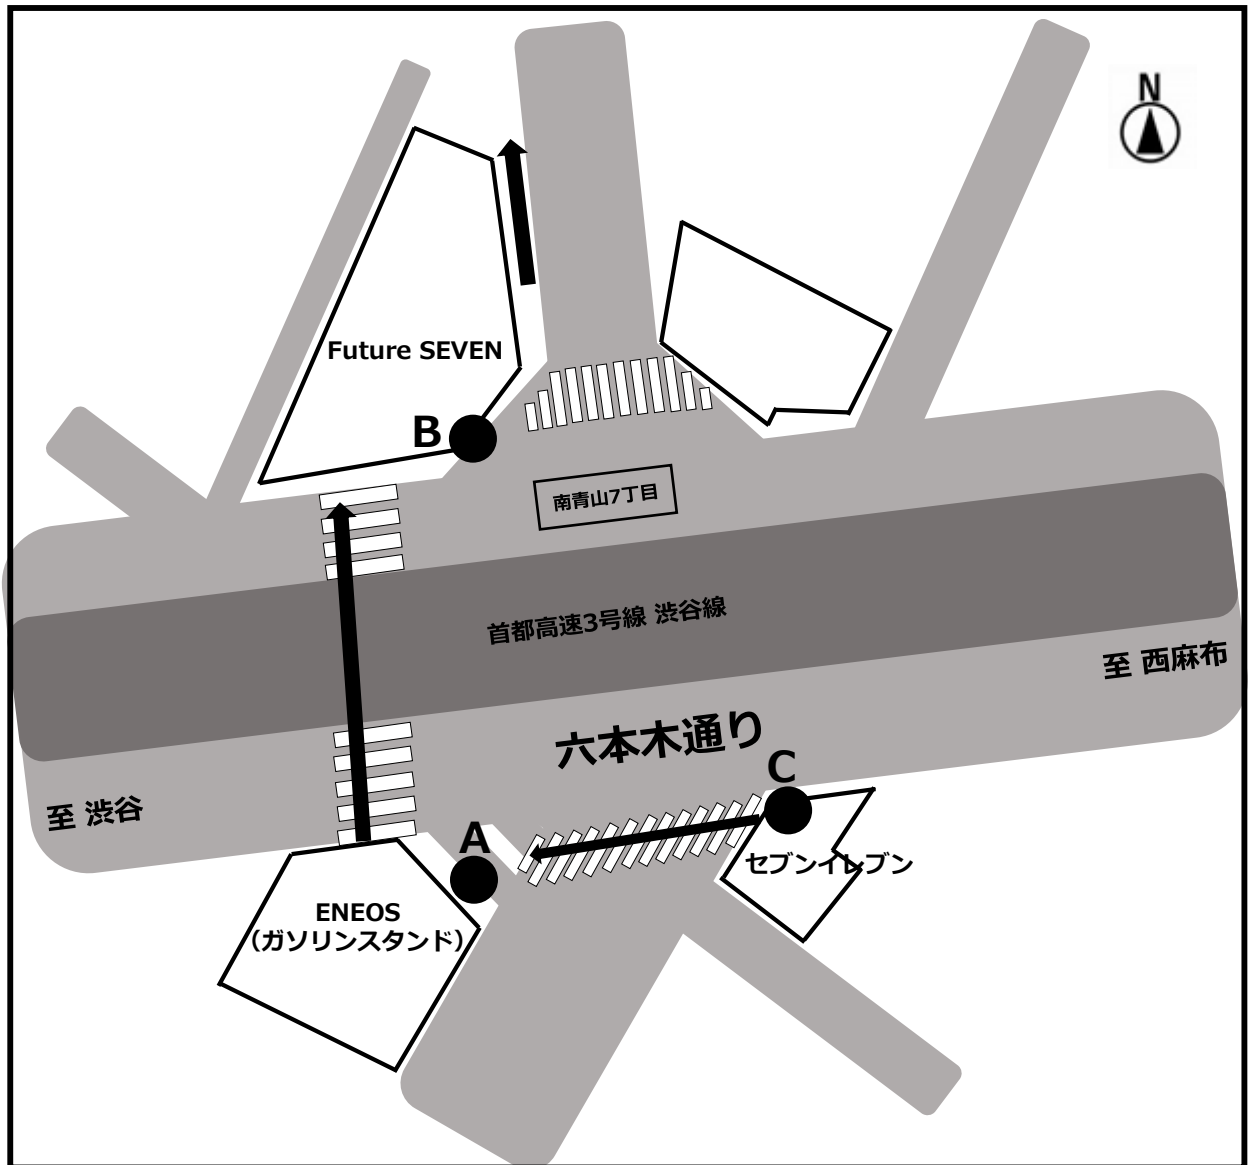 N
Future SEVEN
B
南青山7丁目
首都高速3号線 渋谷線
至 西麻布
六本木通り
C
至 渋谷
A
セブンイレブン
ENEOS
（ガソリンスタンド）